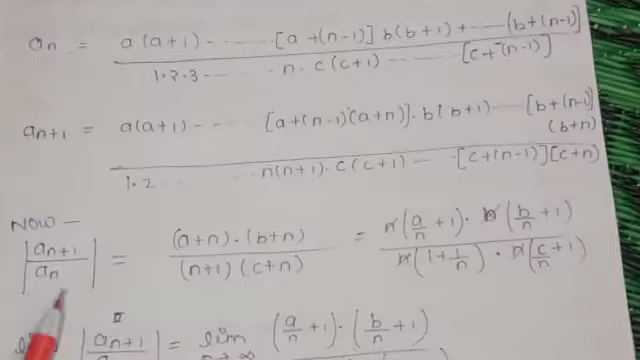 an = a(a+1) ------- [a+(n-1)] b(b+1)+ ----- (b+(n-1)]
1·2·3 ------- n · c(c+1) ------- [c+(n-1)]
an+1 = a(a+1) ------ [a+(n-1)(a+n)]·b(b+1) ---- [b+(n-1)]
(b+n)
1·2 ------- n(n+1)·c(c+1) --- [c+(n-1)][c+n)
NOW —
|an+1/an| = (a+n)·(b+n)/(n+1)(c+n) = n(a/n+1)·n(b/n+1)/n(1+1/n)·n(c/n+1)
|an+1 = lim (a/n+1)·(b/n+1)
n→∞